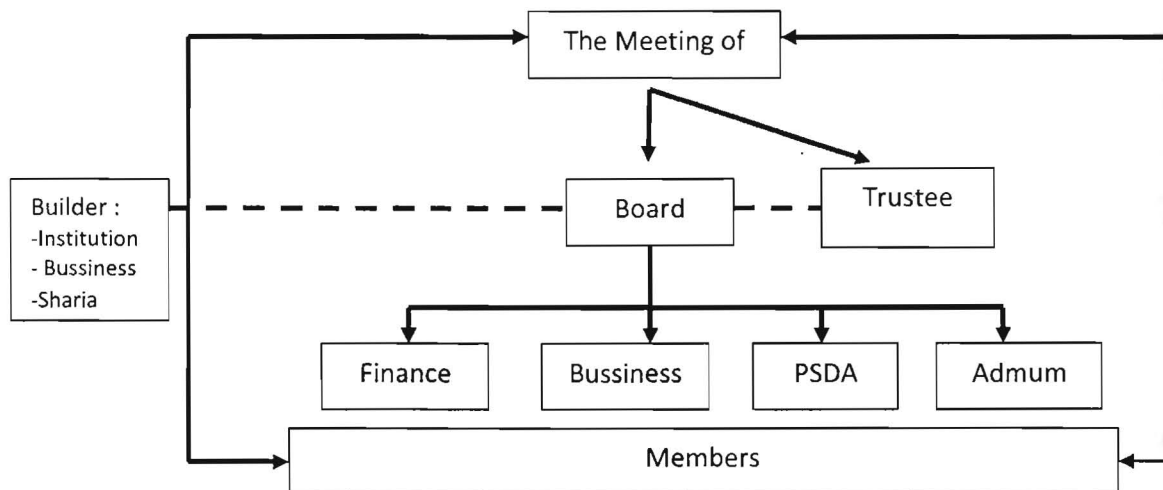 The Meeting of
Builder :
-Institution
- Bussiness
-Sharia
Board
Trustee
Finance
Bussiness
PSDA
Admum
Members